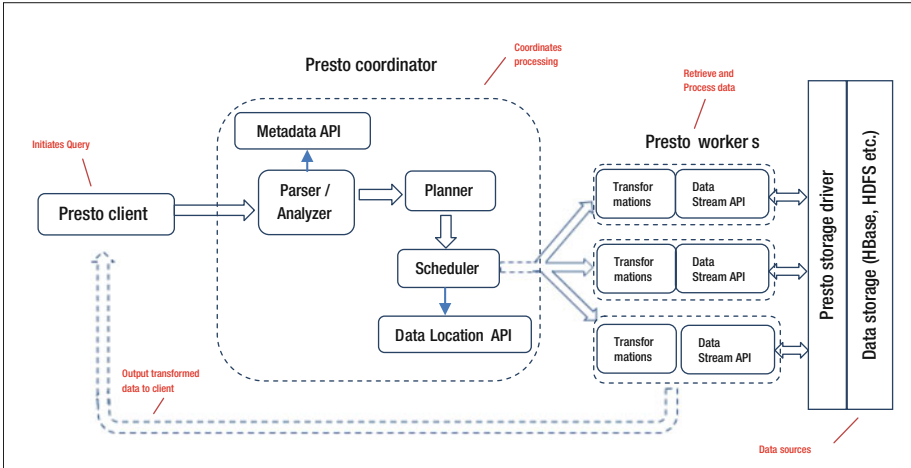 Coordinates
processing
Presto coordinator
Retrieve and
Process data
Metadata API
Initiates Query
Presto workers
Presto client
Parser /
Analyzer
Planner
Transfor
mations
Data
Stream API
Scheduler
Transfor
mations
Data
Stream API
Data Location API
Transfor
mations
Data
Stream API
Presto storage driver
Data storage (HBase, HDFS etc.)
Output transformed
data to client
Data sources